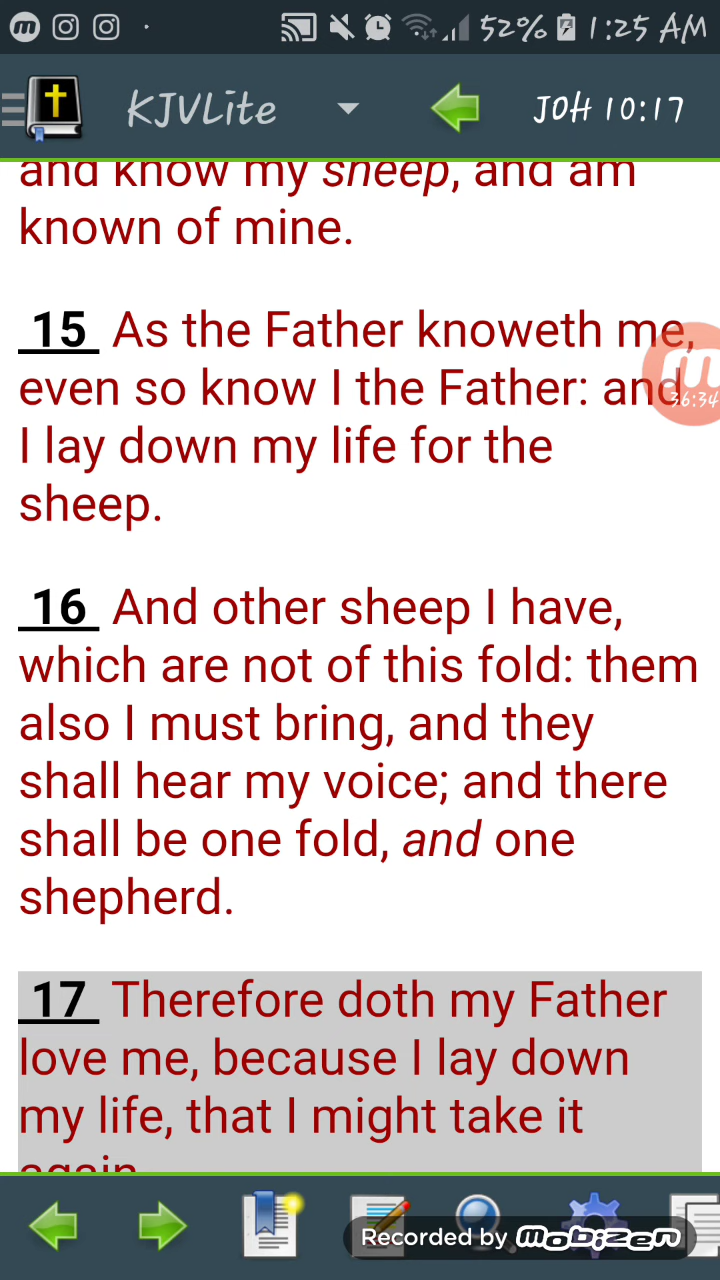 52% 1:25 AM
KJVLite JOH 10:17
and know my sheep, and am
known of mine.
15 As the Father knoweth me,
even so know I the Father: and
36:34
I lay down my life for the
sheep.
16 And other sheep I have,
which are not of this fold: them
also I must bring, and they
shall hear my voice; and there
shall be one fold, and one
shepherd.
17 Therefore doth my Father
love me, because I lay down
my life, that I might take it
again
Recorded by Mobizen